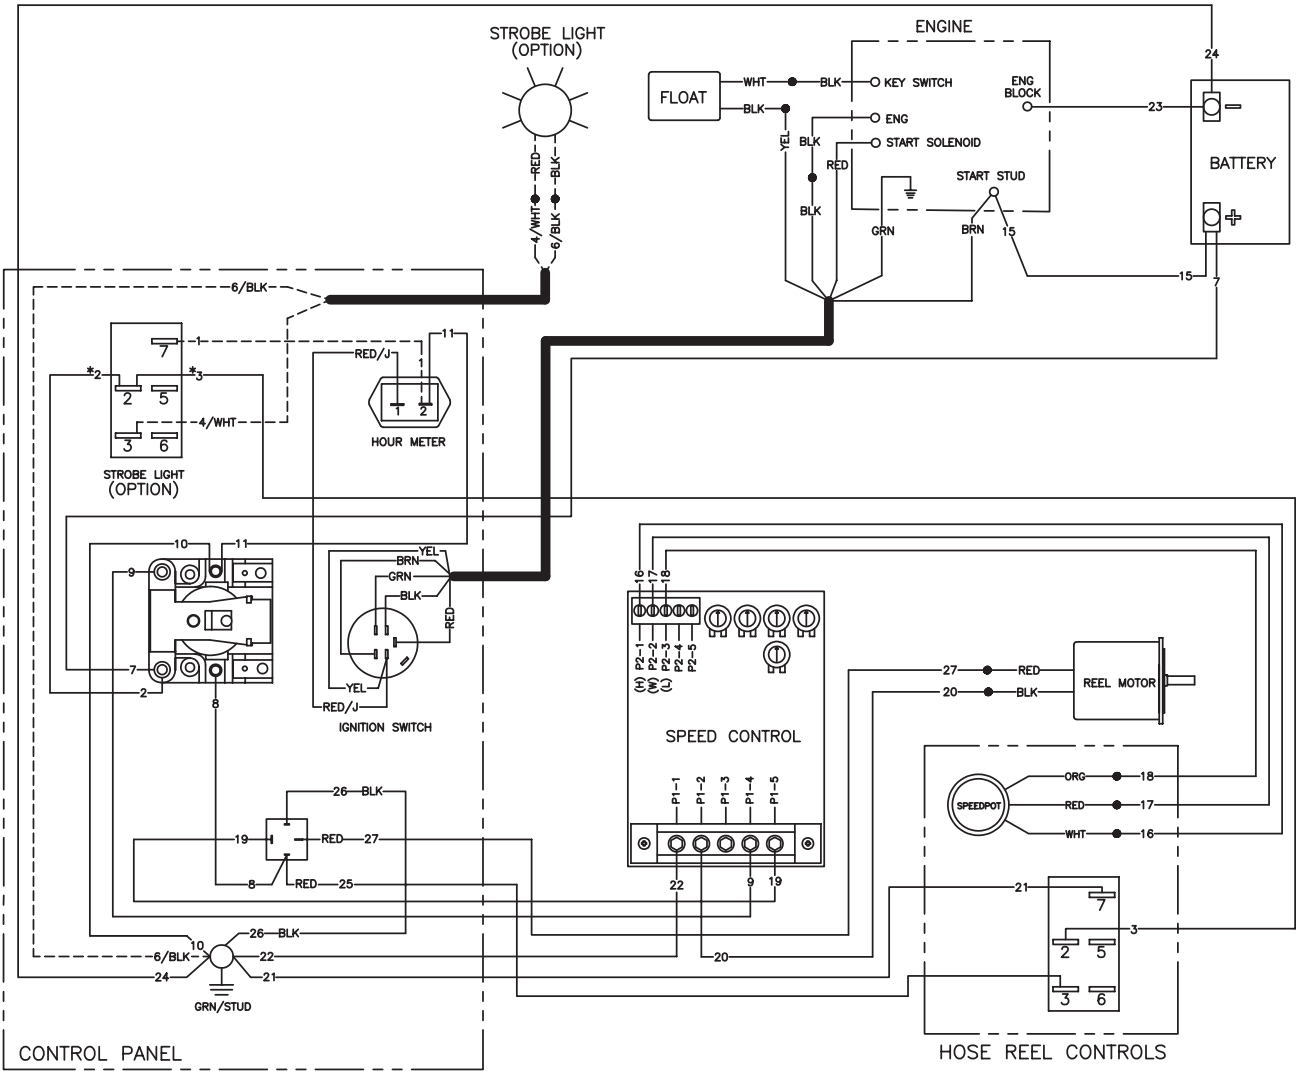 STROBE LIGHT
(OPTION)
ENGINE
24
FLOAT
WHT
BLK
KEY SWITCH
ENG
BLOCK
23
BLK
ENG
YEL
BLK
START SOLENOID
RED
BATTERY
RED
BLK
START STUD
BLK
GRN
BRN
15
4/WHT
6/BLK
15
7
6/BLK
7
1
11
RED/J
1
*2
*3
2
5
1
2
4/WHT
3
6
HOUR METER
STROBE LIGHT
(OPTION)
10
11
YEL
BRN
9
GRN
BLK
RED
16
17
18
P2-1
P2-2
P2-3
P2-4
P2-5
(H)
(W)
(L)
7
2
8
YEL
RED/J
IGNITION SWITCH
27
RED
20
BLK
REEL MOTOR
SPEED CONTROL
P1-1
P1-2
P1-3
P1-4
P1-5
ORG
18
SPEEDPOT
RED
17
WHT
16
26
BLK
19
RED
27
8
RED
25
22
9
19
21
7
3
2
5
3
6
26
BLK
10
6/BLK
22
20
24
21
GRN/STUD
CONTROL PANEL
HOSE REEL CONTROLS